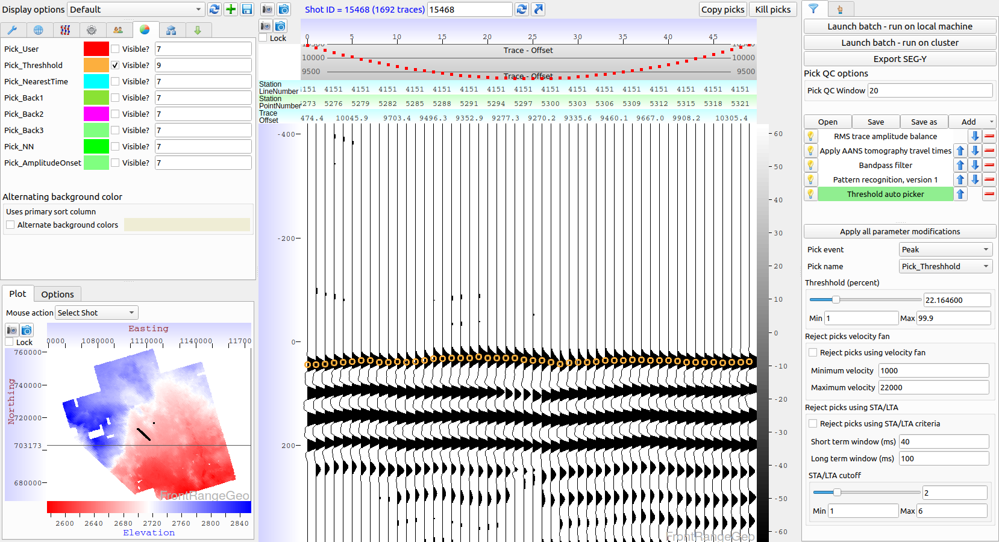 Display options Default
Shot ID = 15468 (1692 traces) 15468
Copy picks Kill picks
Pick_User Visible? 7
Pick_Threshhold Visible? 9
Pick_NearestTime Visible? 7
Pick_Back1 Visible? 7
Pick_Back2 Visible? 7
Pick_Back3 Visible? 7
Pick_NN Visible? 7
Pick_AmplitudeOnset Visible? 7
Alternating background color
Uses primary sort column
Alternate background colors
Plot Options
Mouse action Select Shot
Lock
Easting
0000 1080000 1110000 1140000 11700
Northing
760000
740000
720000
703173
680000
FrontRangeGeo
2600 2640 2680 2720 2760 2800 2840
Elevation
Lock
0 5 10 15 20 25 30 35 40 45
Trace - Offset
10000 10000
9500 9500
Trace - Offset
Station
LineNumber
4151 4151 4151 4151 4151 4151 4151 4151 4151 4151 4151 4151 4151 4151 4151 4151 4151
Station
PointNumber
5273 5276 5279 5282 5285 5288 5291 5294 5297 5300 5303 5306 5309 5312 5315 5318 5321
Trace
Offset
474.4 10045.9 9703.4 9496.3 9352.9 9277.3 9270.2 9335.6 9460.1 9667.0 9908.2 10305.4
-400
-200
0
200
60
50
40
30
20
10
0
-10
-20
-30
-40
-50
-60
FrontRangeGeo
Launch batch - run on local machine
Launch batch - run on cluster
Export SEG-Y
Pick QC options
Pick QC Window 20
Open Save Save as Add
RMS trace amplitude balance
Apply AANS tomography travel times
Bandpass filter
Pattern recognition, version 1
Threshold auto picker
Apply all parameter modifications
Pick event Peak
Pick name Pick_Threshhold
Threshhold (percent)
22.164600
Min 1 Max 99.9
Reject picks velocity fan
Reject picks using velocity fan
Minimum velocity 1000
Maximum velocity 22000
Reject picks using STA/LTA
Reject picks using STA/LTA criteria
Short term window (ms) 40
Long term window (ms) 100
STA/LTA cutoff
2
Min 1 Max 6